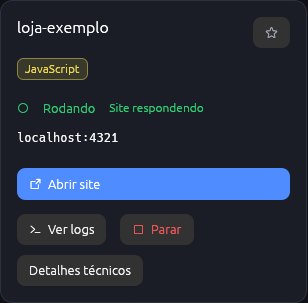 loja-exemplo
JavaScript
Rodando Site respondendo
localhost:4321
Abrir site
Ver logs Parar
Detalhes técnicos